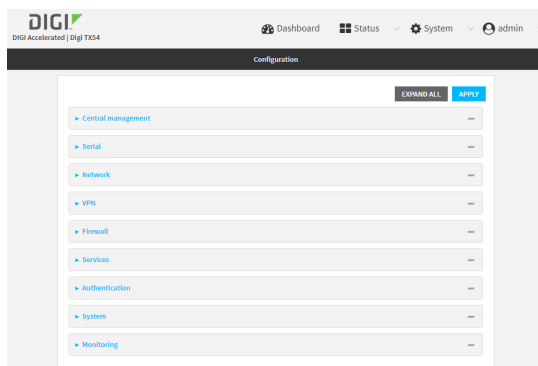 DIGI
DIGI Accelerated | Digi TX54
Dashboard Status System admin
Configuration
EXPAND ALL APPLY
Central management
Serial
Network
VPN
Firewall
Services
Authentication
System
Monitoring